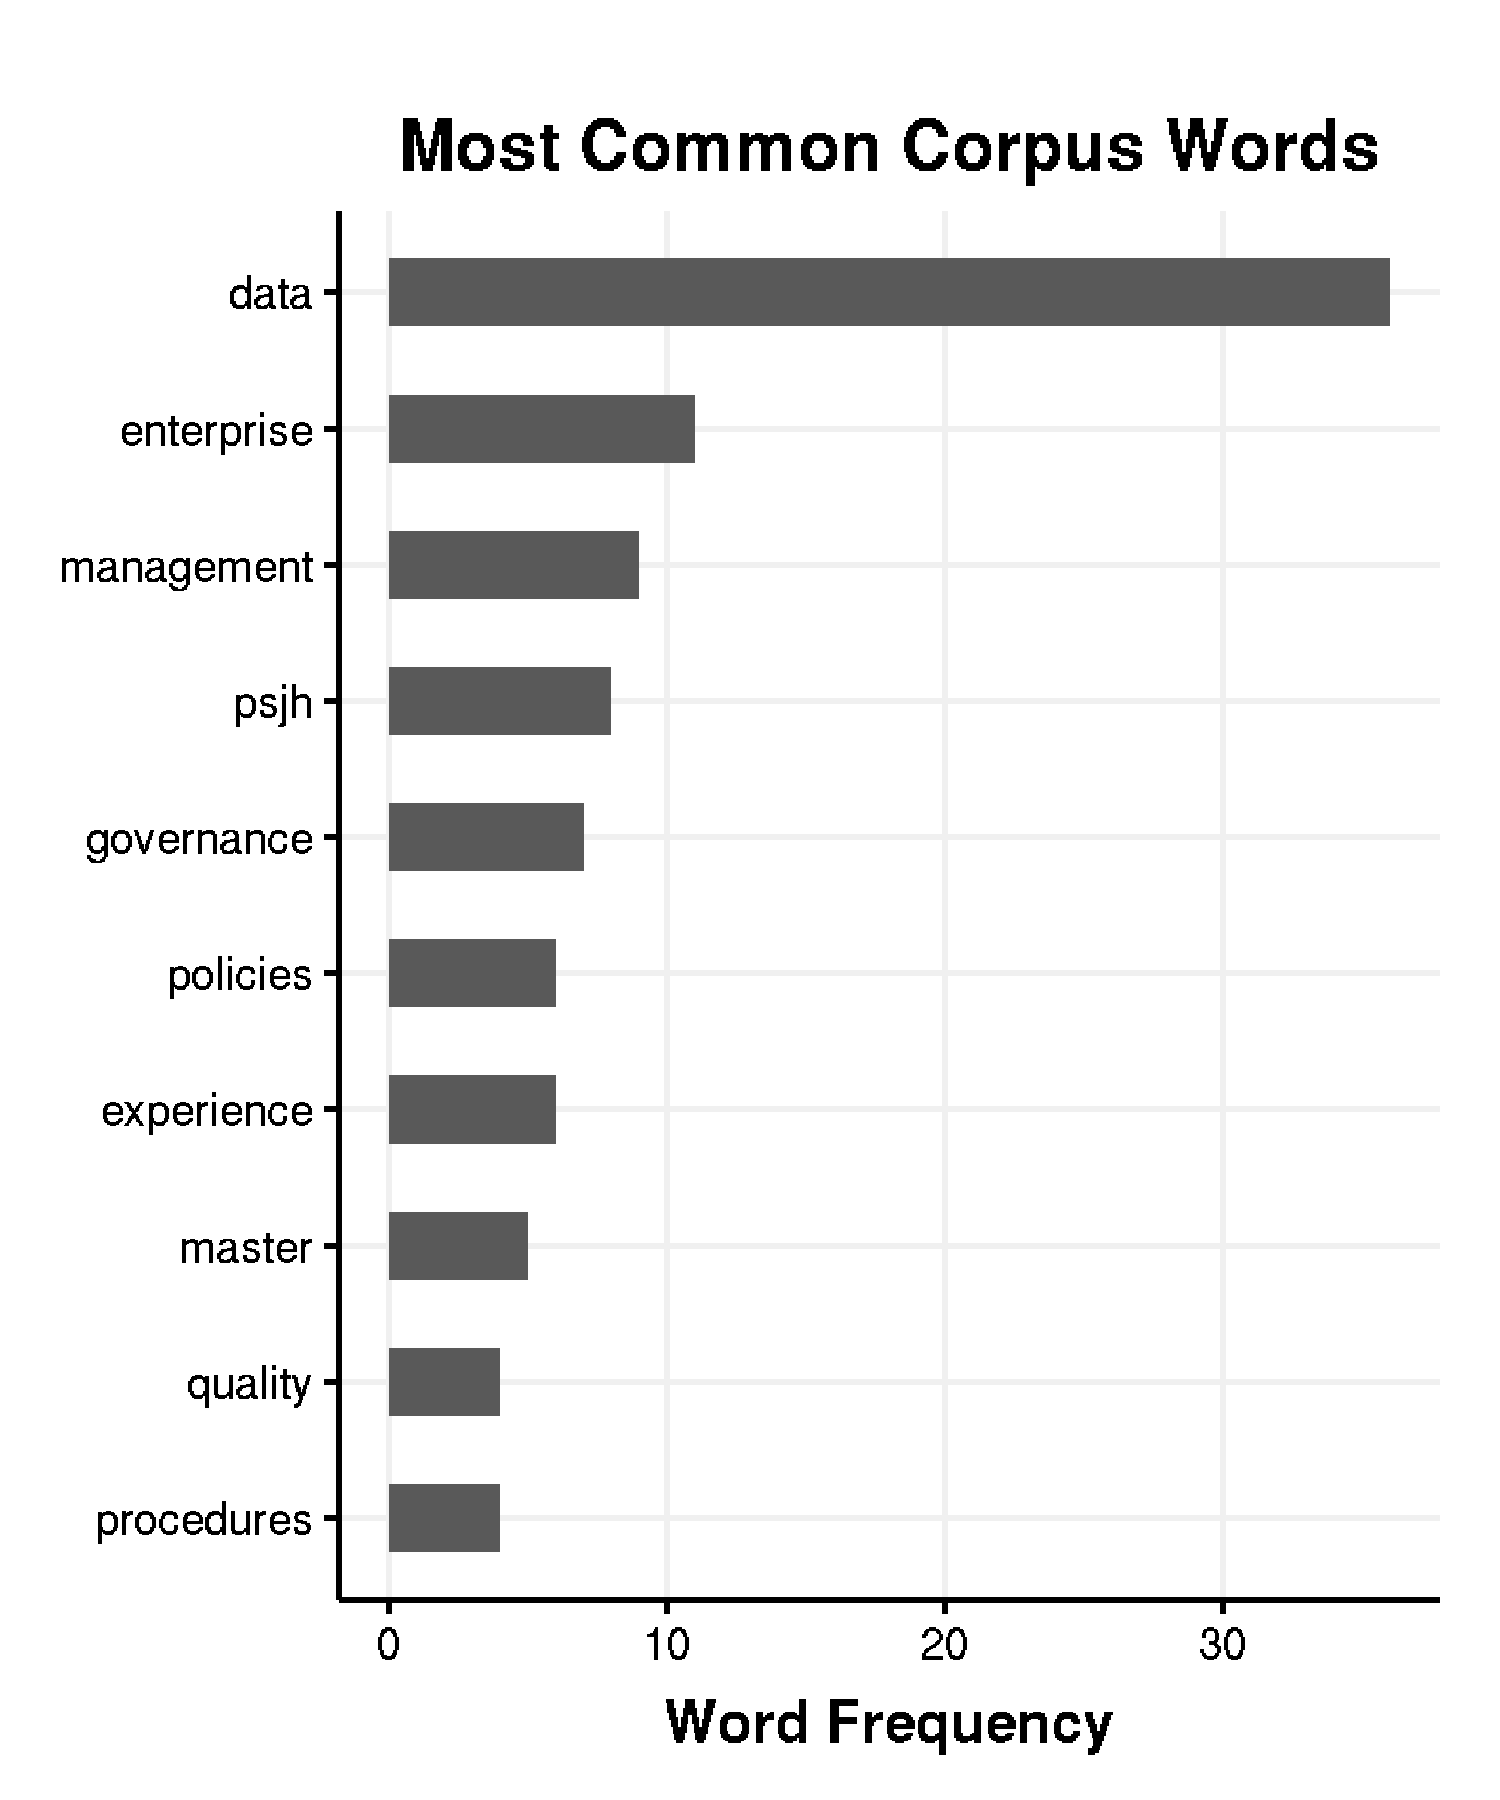 Most Common Corpus Words
data
enterprise
management
psjh
governance
policies
experience
master
quality
procedures
0 10 20 30
Word Frequency